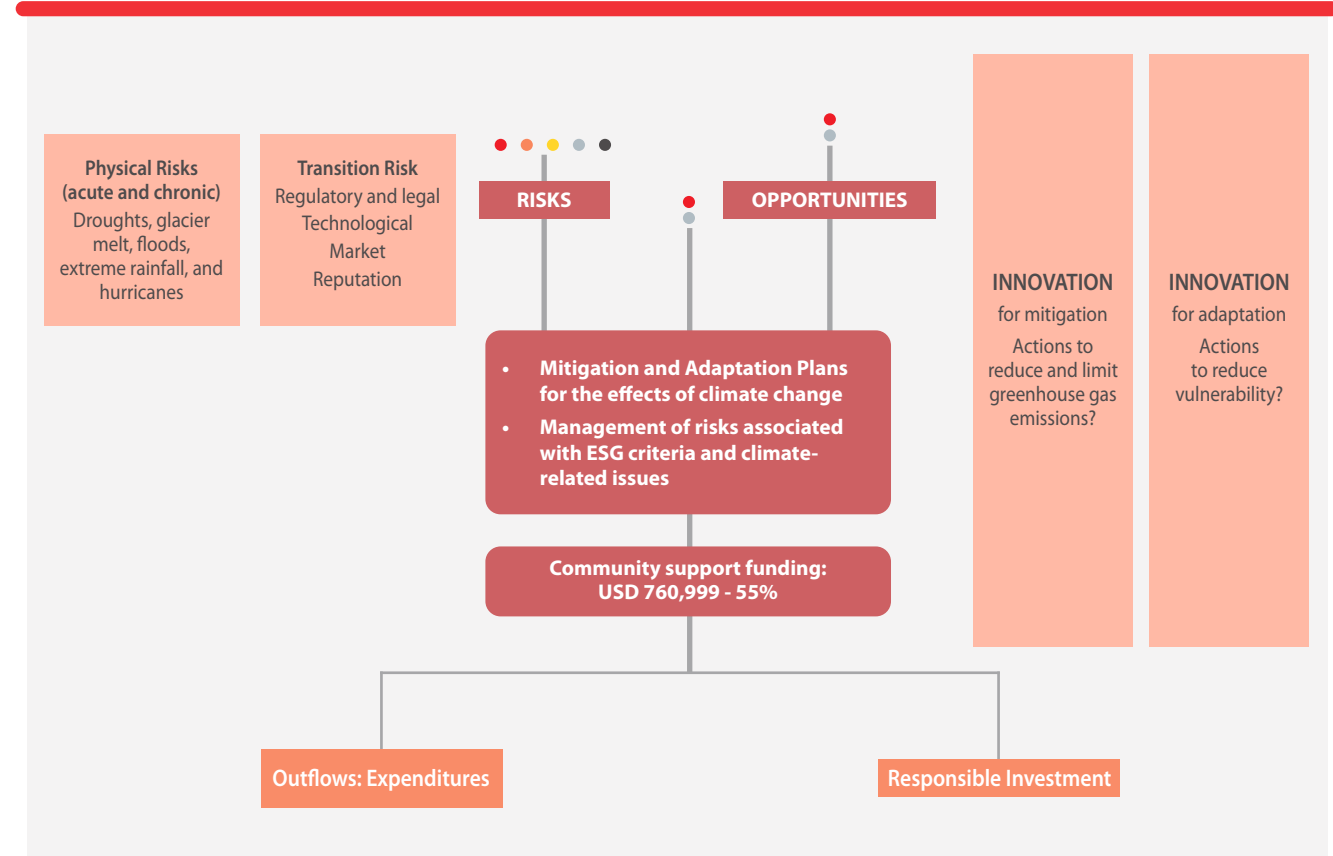 Physical Risks
(acute and chronic)
Droughts, glacier
melt, floods,
extreme rainfall, and
hurricanes
Transition Risk
Regulatory and legal
Technological
Market
Reputation
RISKS
OPPORTUNITIES
• Mitigation and Adaptation Plans
for the effects of climate change
• Management of risks associated
with ESG criteria and climate-
related issues
Community support funding:
USD 760,999 - 55%
Outflows: Expenditures
Responsible Investment
INNOVATION
for mitigation
Actions to
reduce and limit
greenhouse gas
emissions?
INNOVATION
for adaptation
Actions
to reduce
vulnerability?